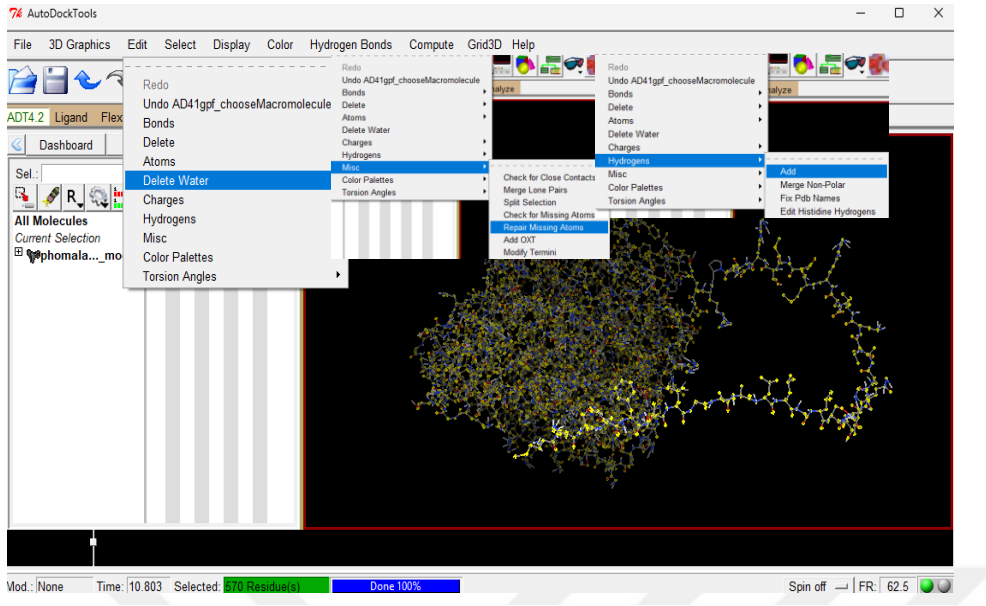 AutoDockTools
File 3D Graphics Edit Select Display Color Hydrogen Bonds Compute Grid3D Help
ADT4.2 Ligand Flex
Dashboard
Sel.:
R
All Molecules
Current Selection
phomala..._mo
Redo
Undo AD41gpf_chooseMacromolecule
Bonds
Delete
Atoms
Delete Water
Charges
Hydrogens
Misc
Color Palettes
Torsion Angles
Redo
Undo AD41gpf_chooseMacromolecule
Bonds
Delete
Atoms
Delete Water
Charges
Hydrogens
Misc
Color Palettes
Torsion Angles
alyze
Check for Close Contacts
Merge Lone Pairs
Split Selection
Check for Missing Atoms
Repair Missing Atoms
Add OXT
Modify Termini
Redo
Undo AD41gpf_chooseMacromolecule
Bonds
Delete
Atoms
Delete Water
Charges
Hydrogens
Misc
Color Palettes
Torsion Angles
alyze
Add
Merge Non-Polar
Fix Pdb Names
Edit Histidine Hydrogens
Mod.: None Time: 10.803 Selected: 570 Residue(s) Done 100% Spin off FR: 62.5